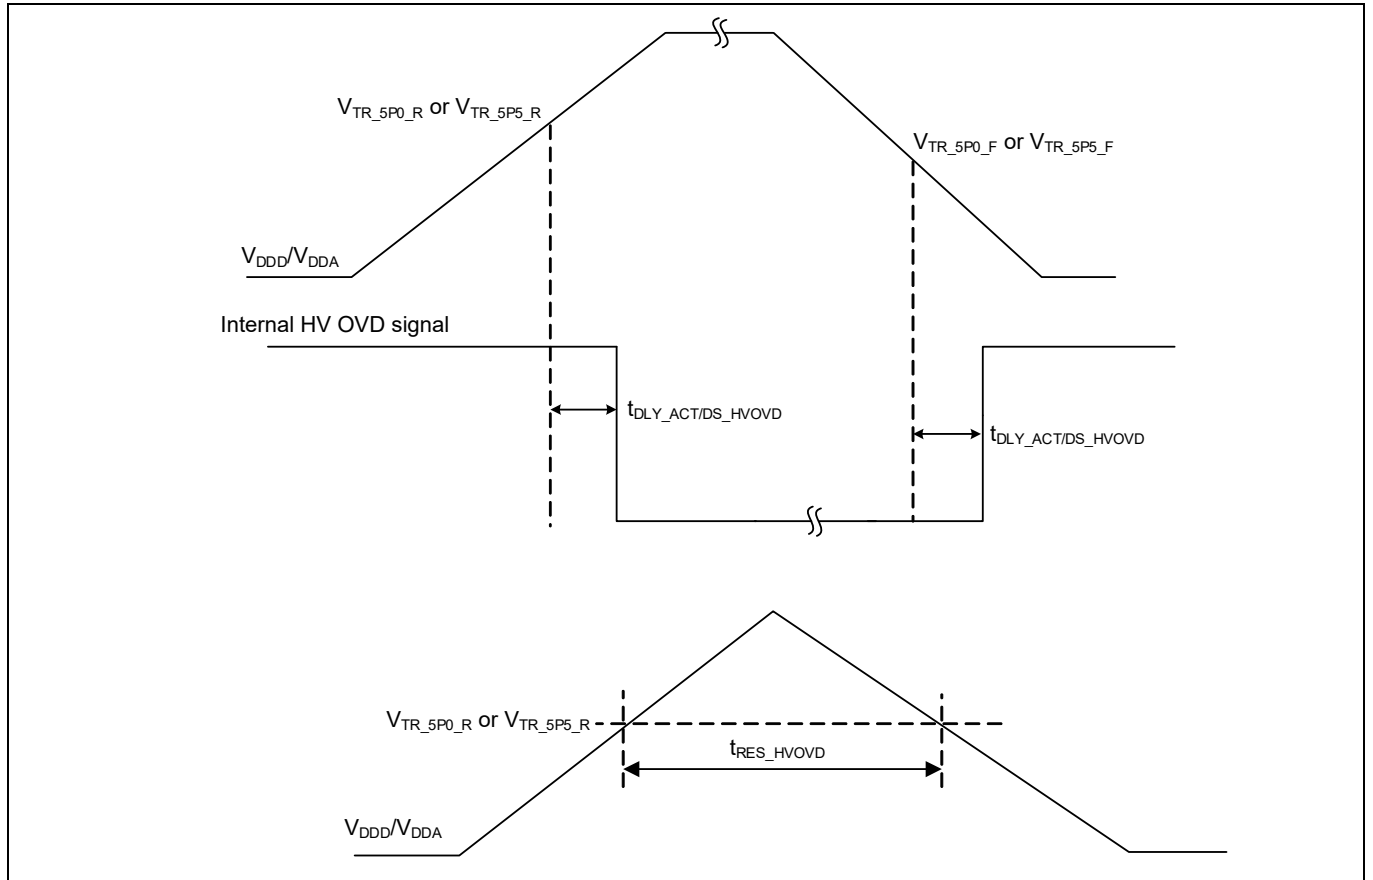 V_TR_5P0_R or V_TR_5P5_R
V_TR_5P0_F or V_TR_5P5_F
V_DDD/V_DDA
Internal HV OVD signal
t_DLY_ACT/DS_HVOVD
t_DLY_ACT/DS_HVOVD
V_TR_5P0_R or V_TR_5P5_R
t_RES_HVOVD
V_DDD/V_DDA